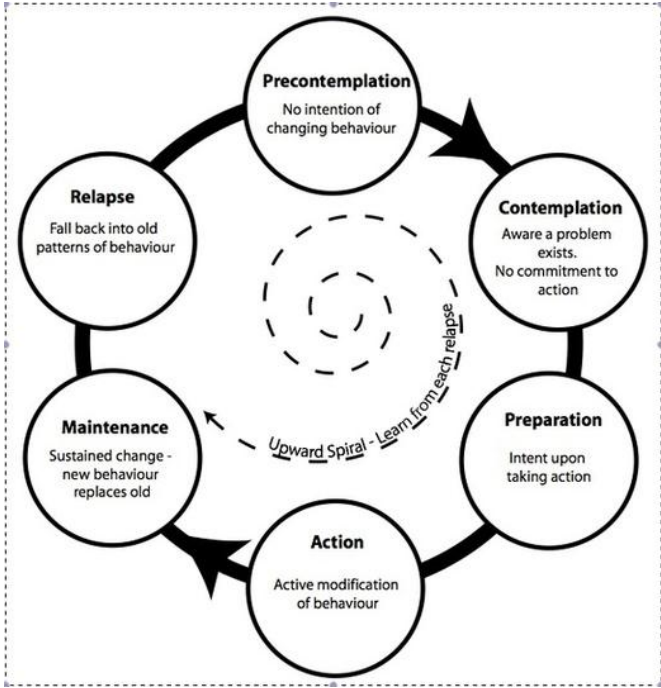 Precontemplation
No intention of
changing behaviour
Contemplation
Aware a problem
exists.
No commitment to
action
Preparation
Intent upon
taking action
Action
Active modification
of behaviour
Maintenance
Sustained change -
new behaviour
replaces old
Relapse
Fall back into old
patterns of behaviour
Upward Spiral - Learn from each relapse